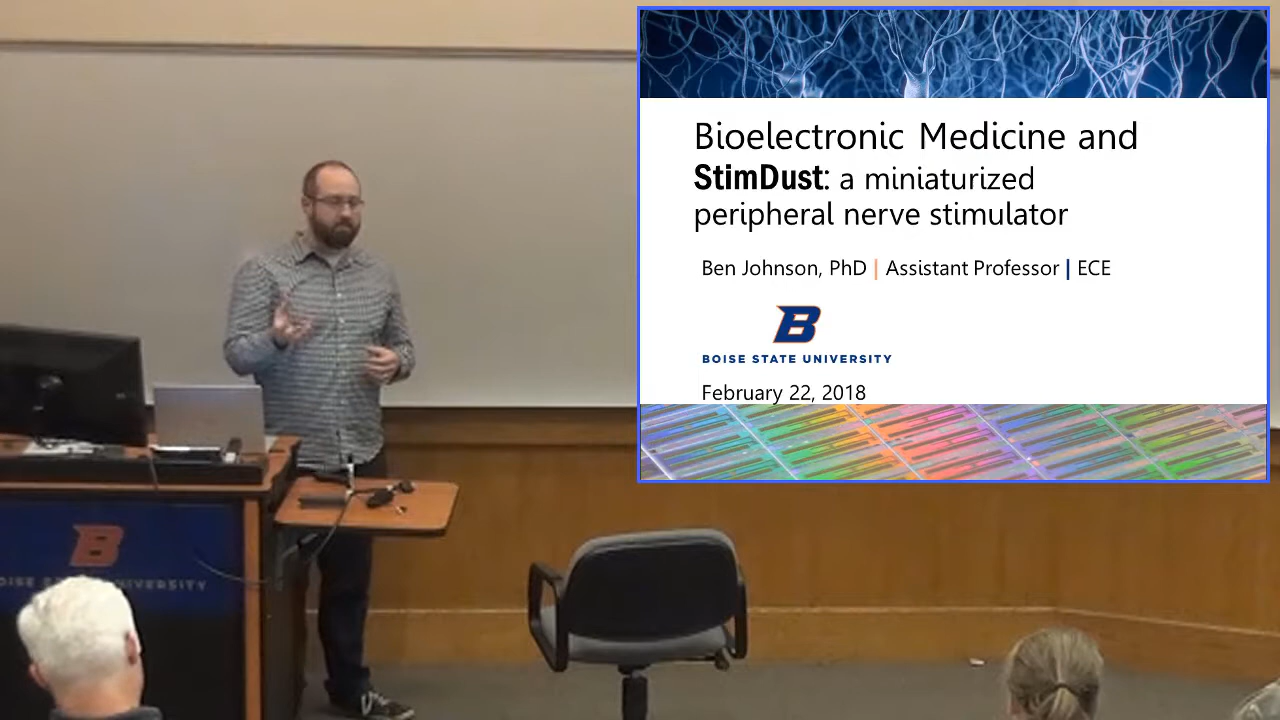 Bioelectronic Medicine and
StimDust: a miniaturized
peripheral nerve stimulator
Ben Johnson, PhD | Assistant Professor | ECE
B
BOISE STATE UNIVERSITY
February 22, 2018
B
UNIVERSITY